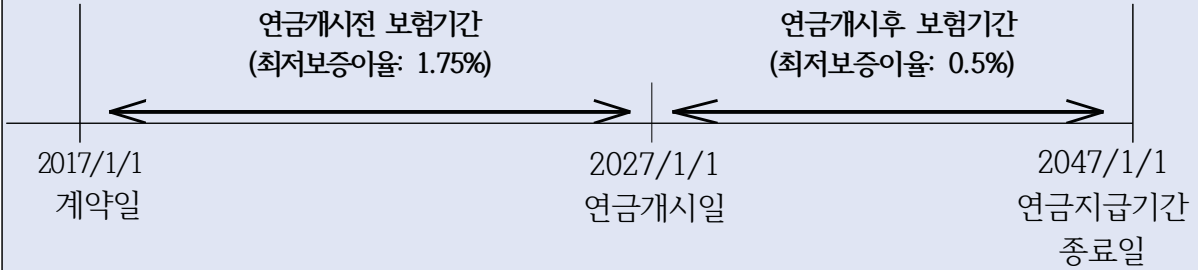 연금개시전 보험기간
(최저보증이율: 1.75%)
연금개시후 보험기간
(최저보증이율: 0.5%)
2017/1/1
계약일
2027/1/1
연금개시일
2047/1/1
연금지급기간
종료일